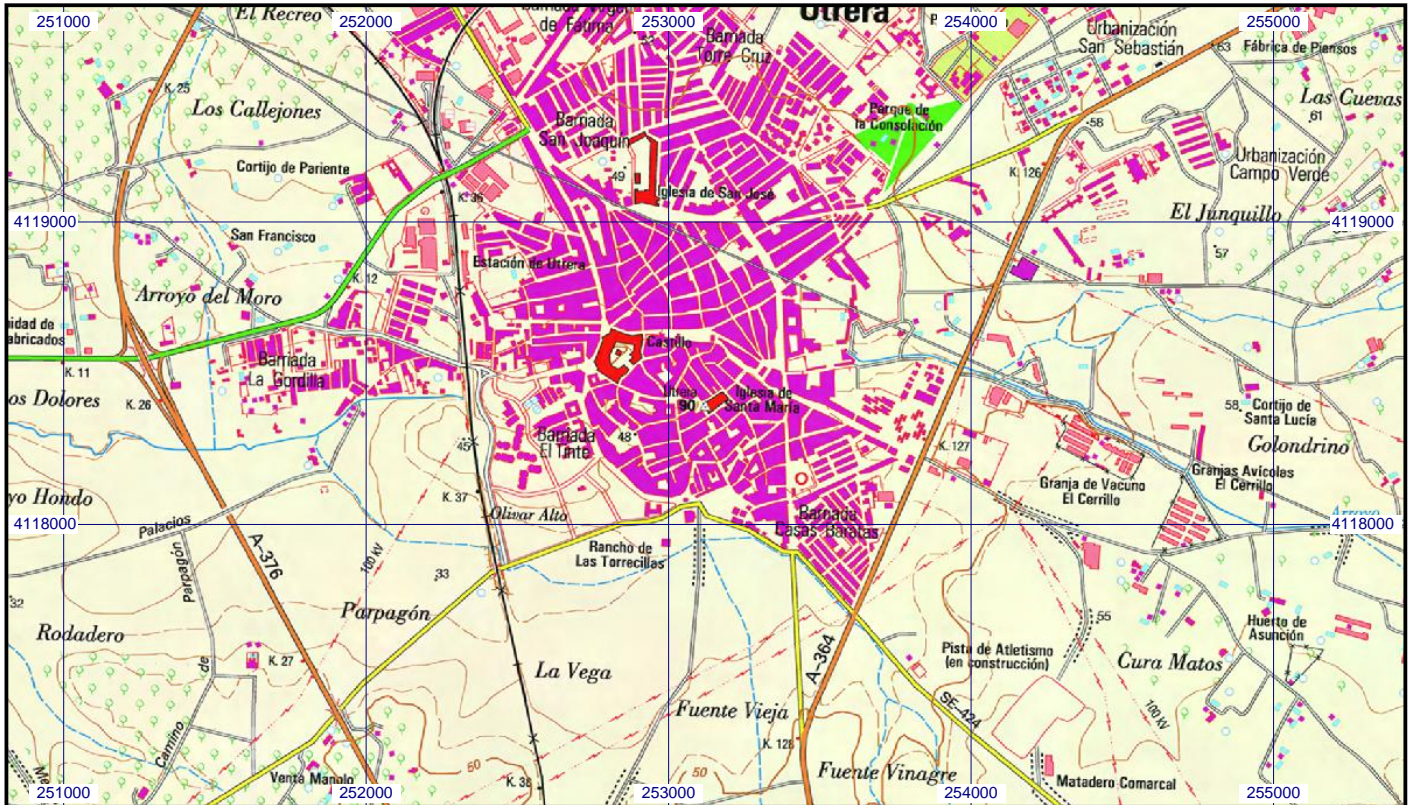 El Recreo
251000
252000
253000
254000
255000
de Fátima
Utrera
Barriada
Torre Cruz
Urbanización
San Sebastián
63
Fábrica de Piensos
K. 25
Los Callejones
Las Cuevas
61
Parque de
la Consolación
58
Barriada
San Joaquín
Cortijo de Pariente
49
Iglesia de San José
K. 36
K. 126
Urbanización
Campo Verde
El Junquillo
4119000
4119000
San Francisco
57
Estación de Utrera
K. 12
Arroyo del Moro
nidad de
abricados
Castillo
Barriada
La Gordilla
K. 11
os Dolores
K. 26
Utrera
90
Iglesia de
Santa María
58
Cortijo de
Santa Lucía
Golondrino
45
Barriada
El Tinte
48
K. 127
Granja de Vacuno
El Cerrillo
Granjas Avícolas
El Cerrillo
yo Hondo
K. 37
Olivar Alto
4118000
Palacios
Barriada
Casas Baratas
Arroyo
4118000
A-376
100 kV
Rancho de
Las Torrecillas
Parpagón
33
32
Parpagón
55
Rodadero
Huerto de
Asunción
K. 27
de
La Vega
A-364
Pista de Atletismo
(en construcción)
Cura Matos
SE-424
100 kV
Fuente Vieja
K. 128
Camino
50
50
Fuente Vinagre
Venta Manolo
K. 38
Matadero Comarcal
251000
252000
253000
254000
255000